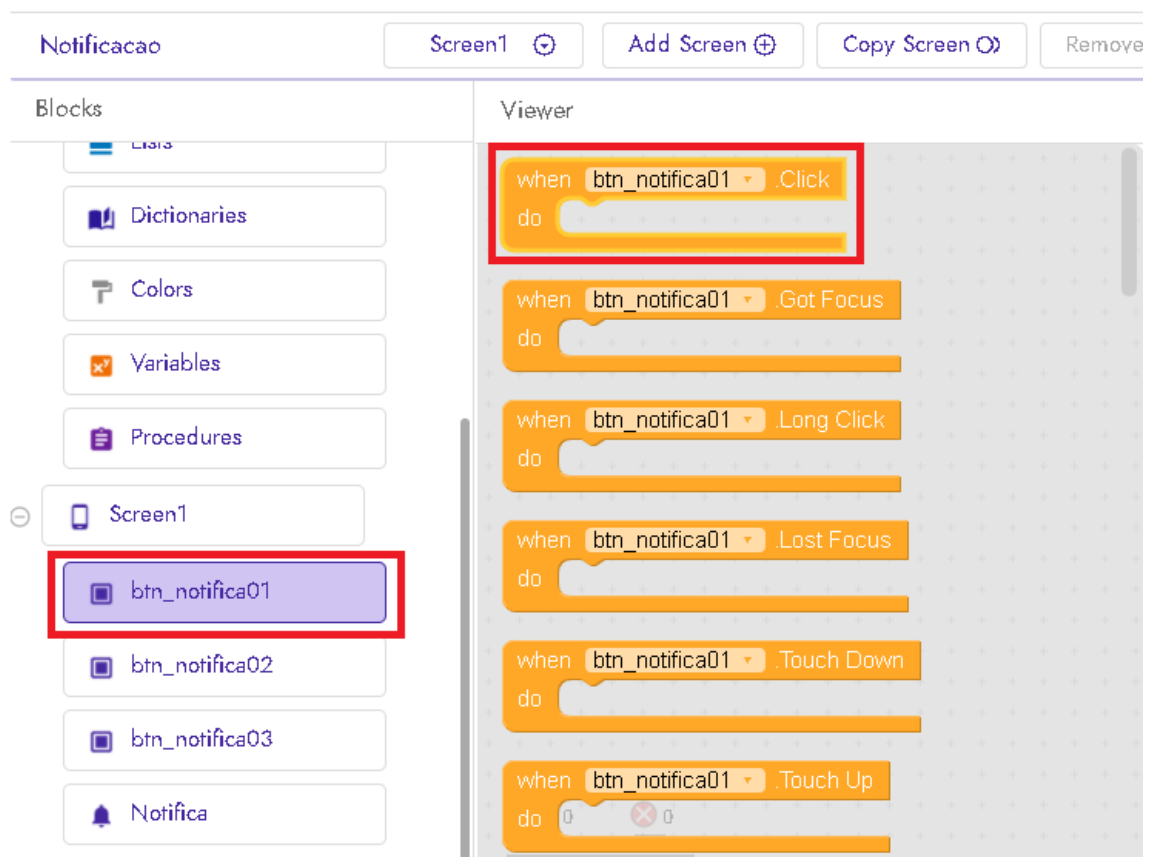 Notificacao
Screen1
Add Screen
Copy Screen
Remove
Blocks
Viewer
Lists
Dictionaries
Colors
Variables
Procedures
Screen1
btn_notifica01
btn_notifica02
btn_notifica03
Notifica
when btn_notifica01 .Click
do
when btn_notifica01 .Got Focus
do
when btn_notifica01 .Long Click
do
when btn_notifica01 .Lost Focus
do
when btn_notifica01 .Touch Down
do
when btn_notifica01 .Touch Up
do 0 0